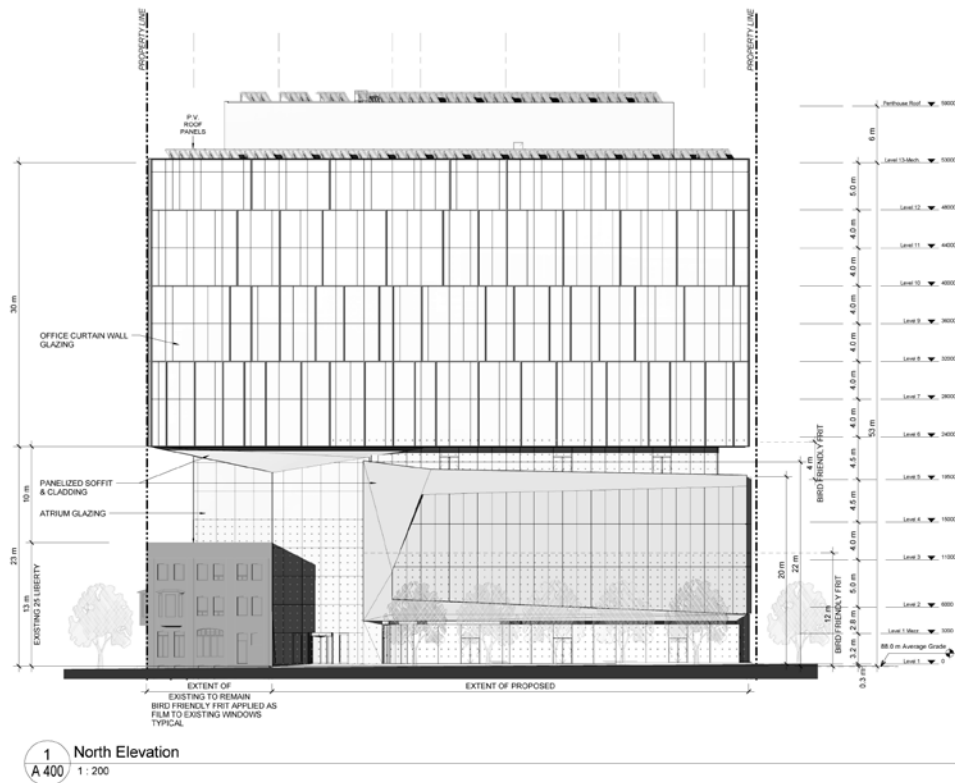 PROPERTY LINE
PROPERTY LINE
P.V.
ROOF
PANELS
Penthouse Roof
6 m
Level 13-Mech.
5.0 m
Level 12
4.0 m
Level 11
4.0 m
Level 10
4.0 m
Level 9
4.0 m
Level 8
4.0 m
Level 7
4.0 m
Level 6
53 m
30 m
OFFICE CURTAIN WALL
GLAZING
4.5 m
Level 5
4.5 m
Level 4
4.0 m
Level 3
5.0 m
Level 2
2.8 m
Level 1 Mezz
3.2 m
88.0 m Average Grade
Level 1
0
0.3 m
4 m
BIRD FRIENDLY FRIT
22 m
20 m
12 m
BIRD FRIENDLY FRIT
PANELIZED SOFFIT
& CLADDING
ATRIUM GLAZING
10 m
23 m
13 m
EXISTING 25 LIBERTY
EXTENT OF
EXISTING TO REMAIN
BIRD FRIENDLY FRIT APPLIED AS
FILM TO EXISTING WINDOWS
TYPICAL
EXTENT OF PROPOSED
1
A 400
North Elevation
1 : 200